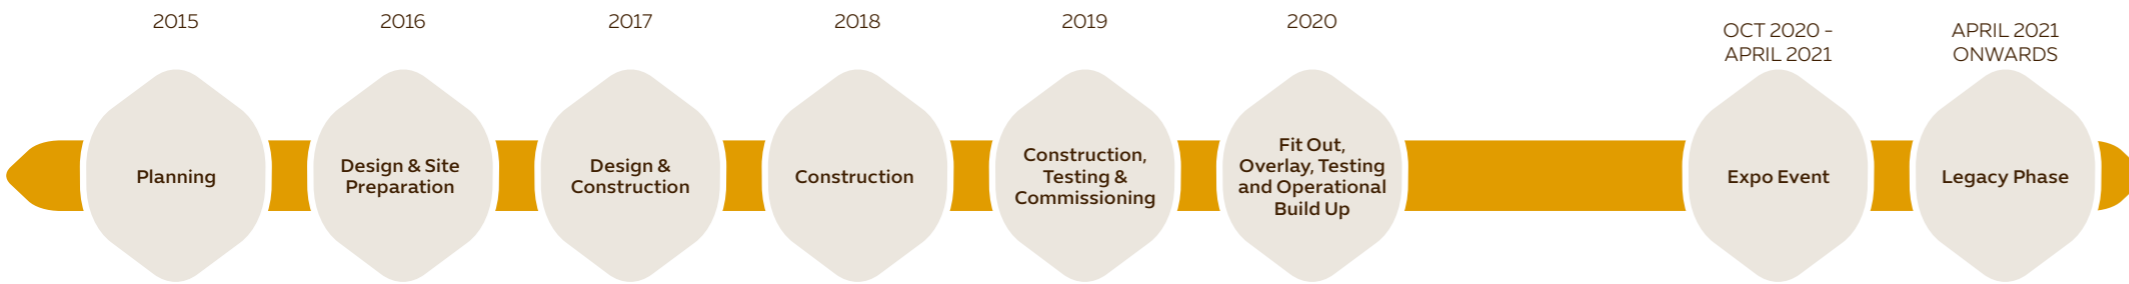 2015
2016
2017
2018
2019
2020
OCT 2020 -
APRIL 2021
APRIL 2021
ONWARDS
Planning
Design & Site
Preparation
Design &
Construction
Construction
Construction,
Testing &
Commissioning
Fit Out,
Overlay, Testing
and Operational
Build Up
Expo Event
Legacy Phase